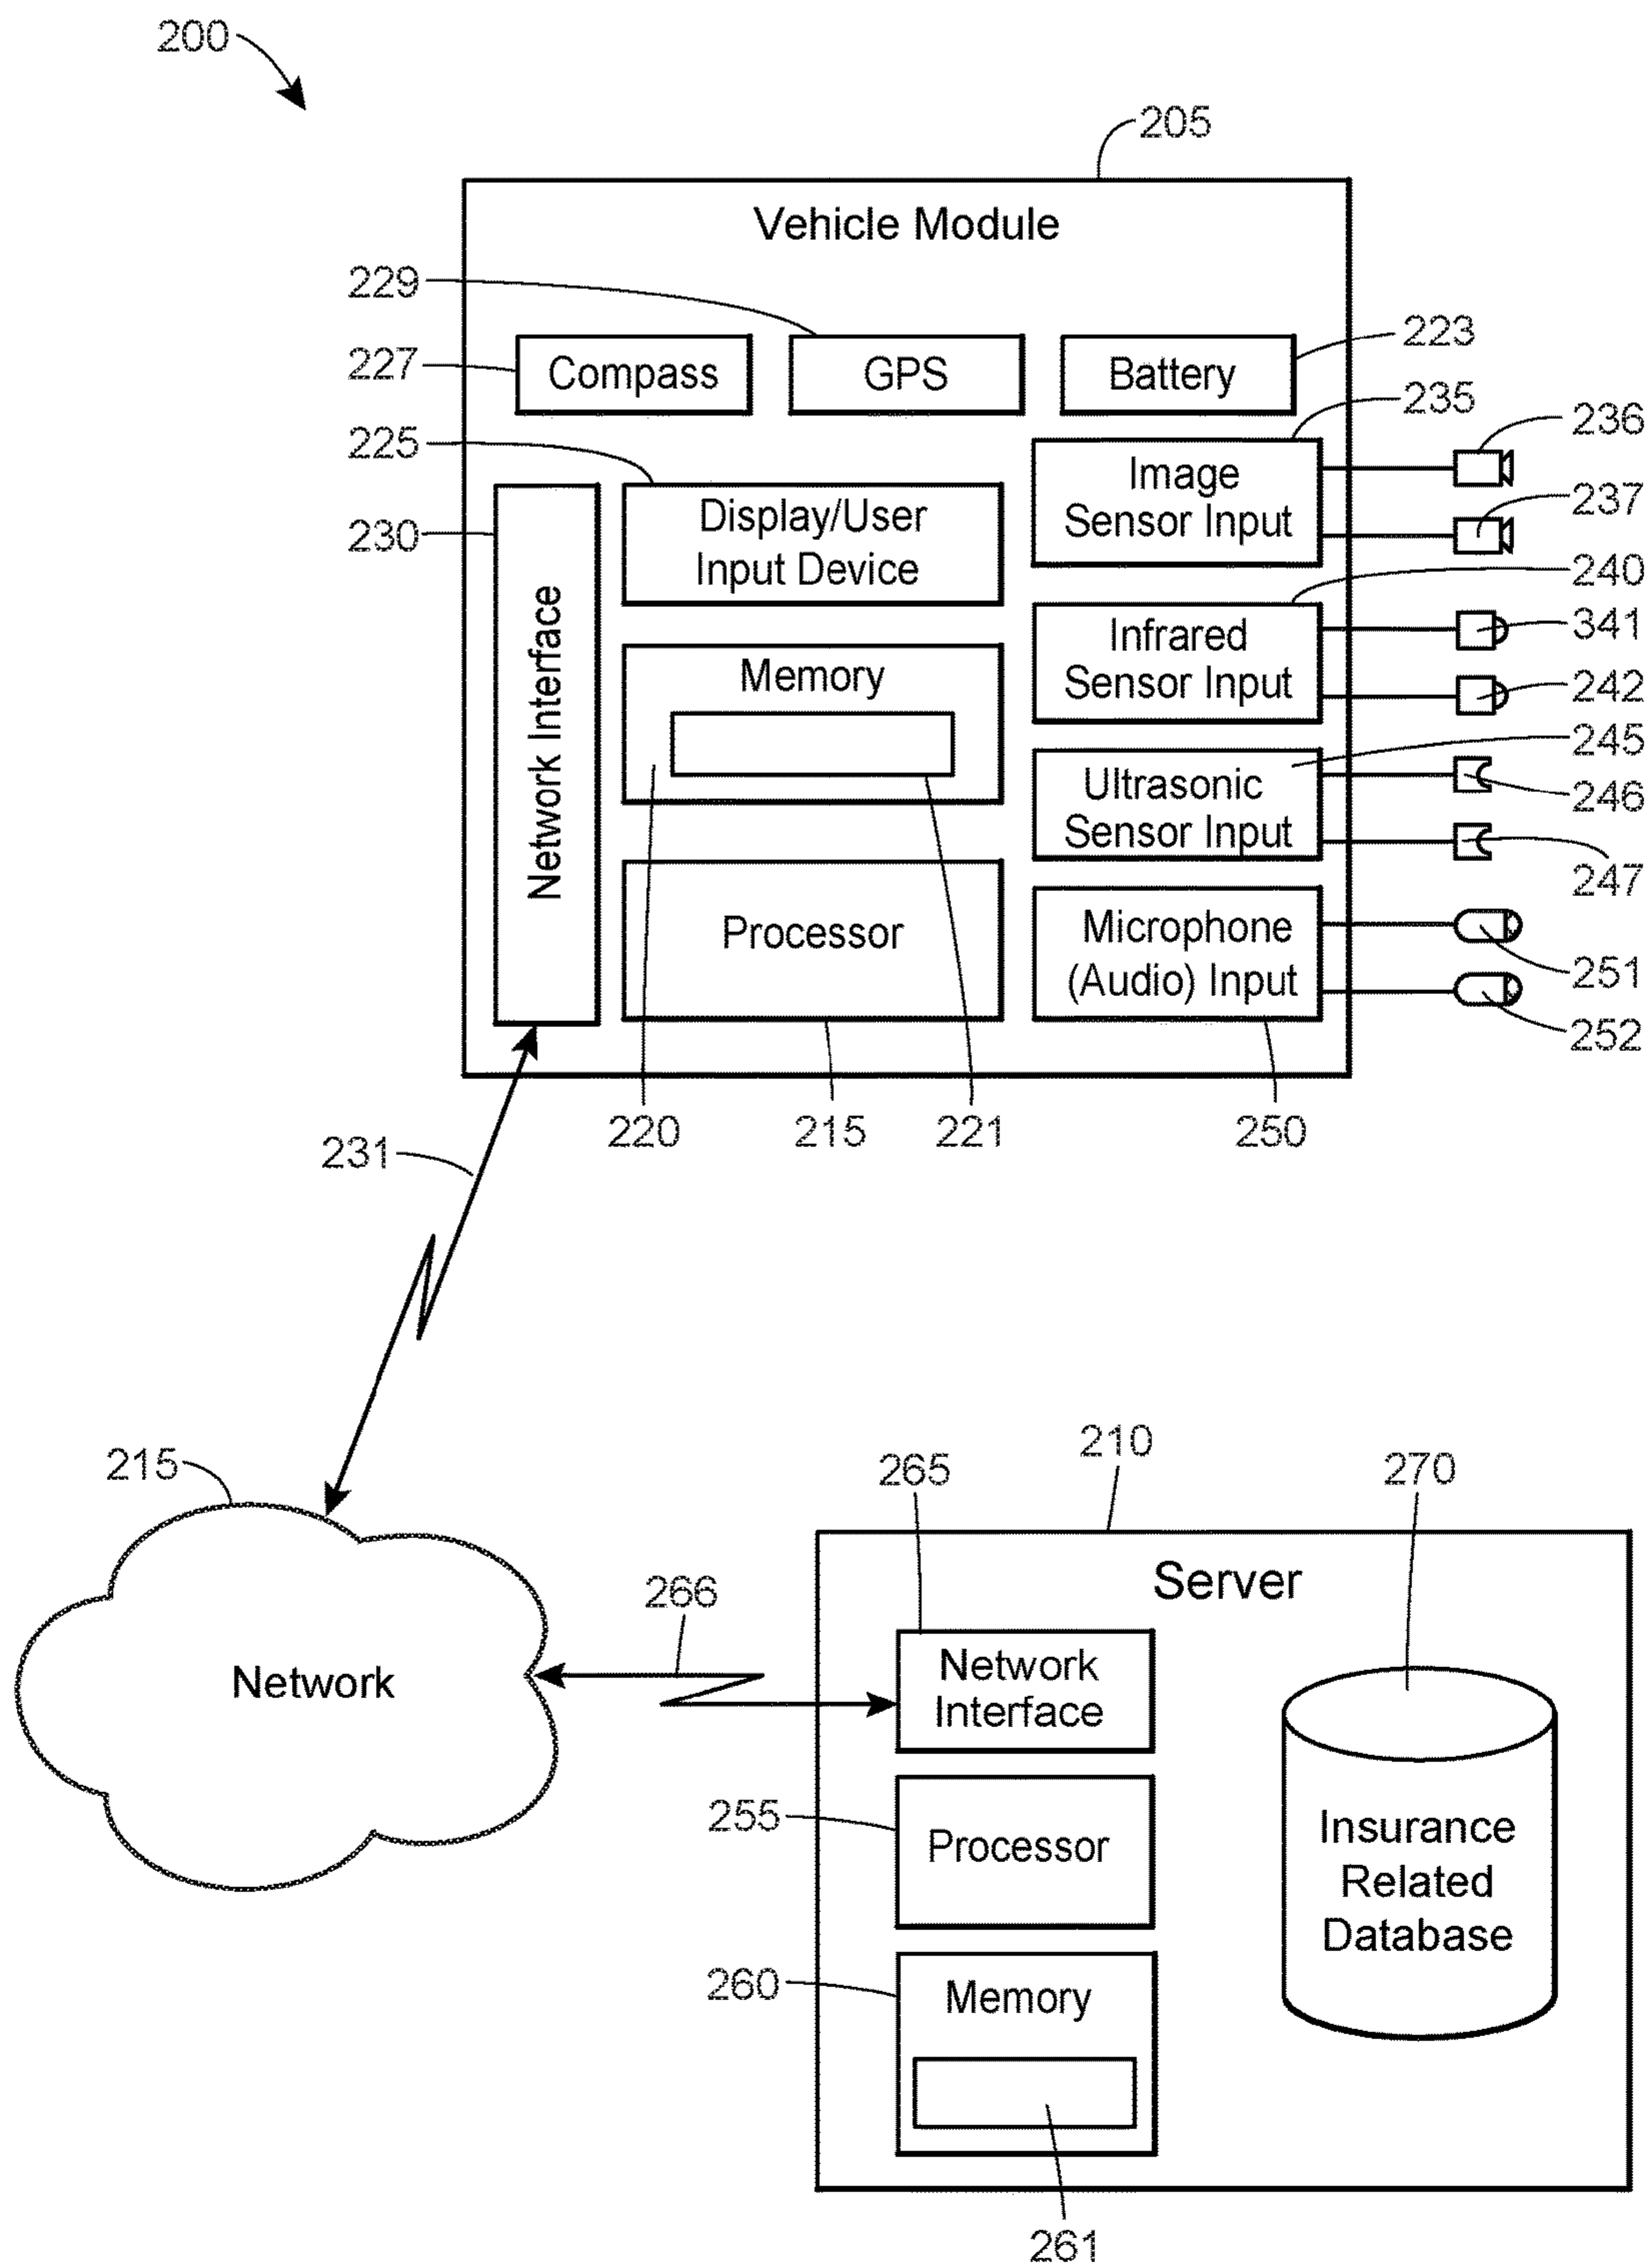 200
205
Vehicle Module
229
227
Compass
GPS
Battery
223
235
225
230
Network Interface
Display/User
Input Device
Image
Sensor Input
236
237
240
Infrared
Sensor Input
341
242
Memory
245
Ultrasonic
Sensor Input
246
247
Processor
Microphone
(Audio) Input
251
252
220
215
221
250
231
215
Network
266
210
265
270
Server
Network
Interface
255
Processor
Insurance
Related
Database
260
Memory
261